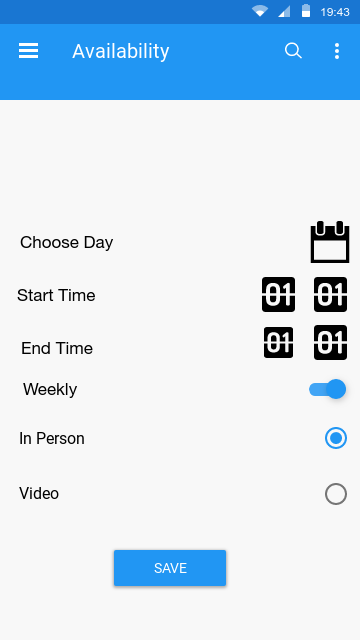 19:43
Availability
Choose Day
Start Time 01 01
End Time 01 01
Weekly
In Person
Video
SAVE